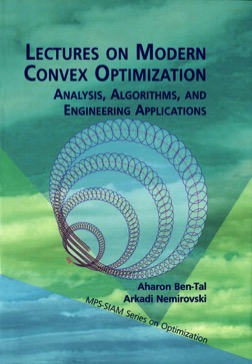 LECTURES ON MODERN
CONVEX OPTIMIZATION
ANALYSIS, ALGORITHMS, AND
ENGINEERING APPLICATIONS
Aharon Ben-Tal
Arkadi Nemirovski
MPS-SIAM Series on Optimization